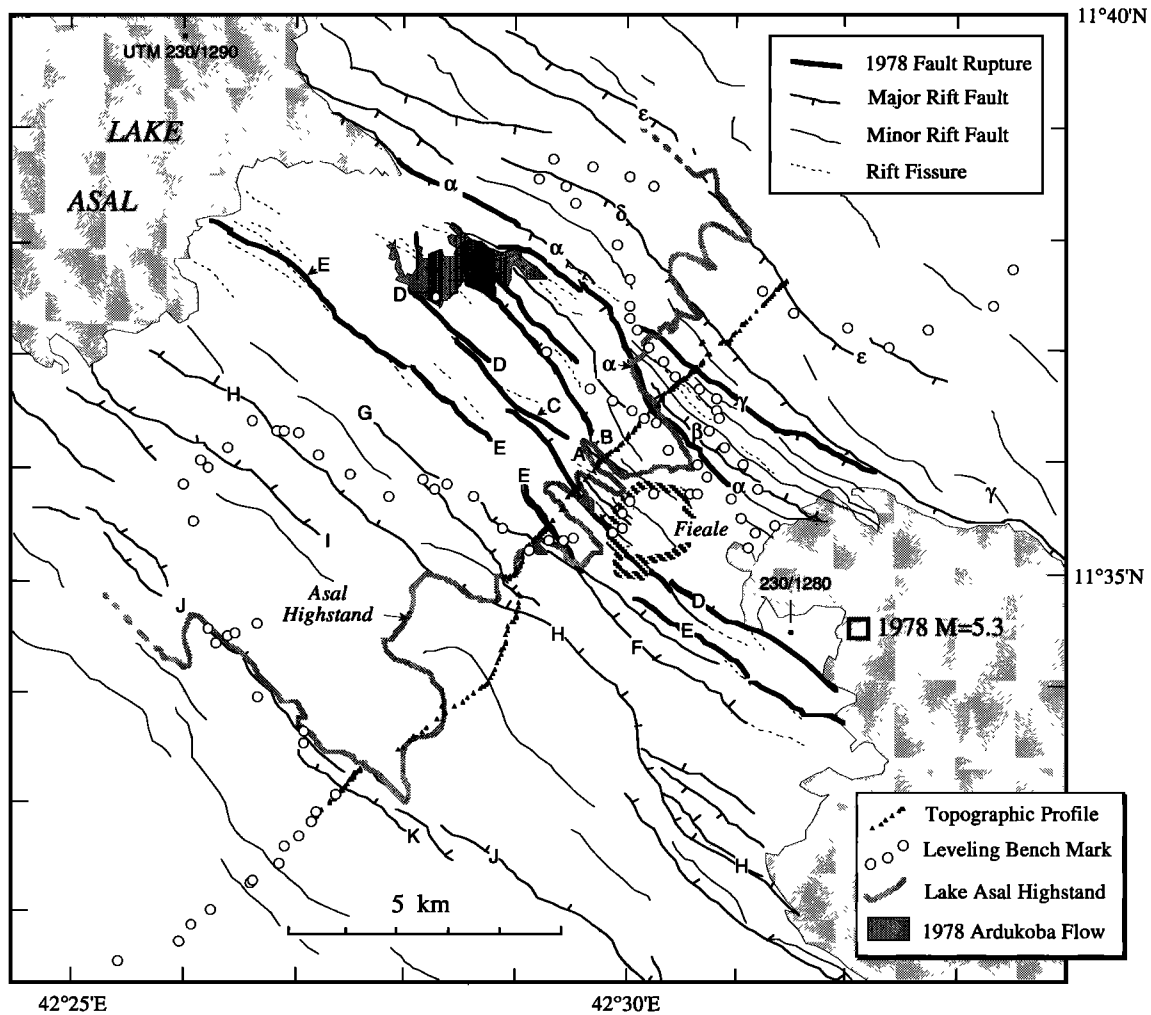 11°40'N
UTM 230/1290
LAKE
ASAL
1978 Fault Rupture
Major Rift Fault
Minor Rift Fault
Rift Fissure
ε
α
δ
α
E
D
α
ε
D
H
γ
C
G
B
β
E
A
E
α
γ
Fieale
I
11°35'N
230/1280
Asal
Highstand
D
J
1978 M=5.3
E
H
F
Topographic Profile
K
Leveling Bench Mark
J
H
Lake Asal Highstand
5 km
1978 Ardukoba Flow
42°25'E
42°30'E